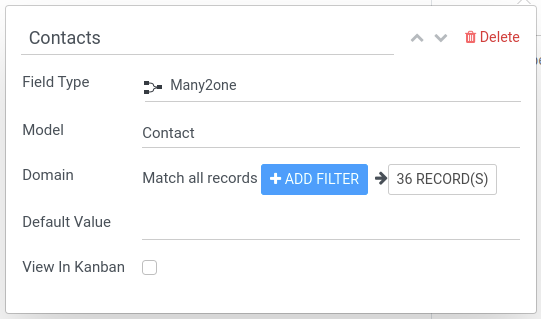 Contacts
Delete
Field Type
Many2one
Model
Contact
Domain
Match all records
ADD FILTER
36 RECORD(S)
Default Value
View In Kanban